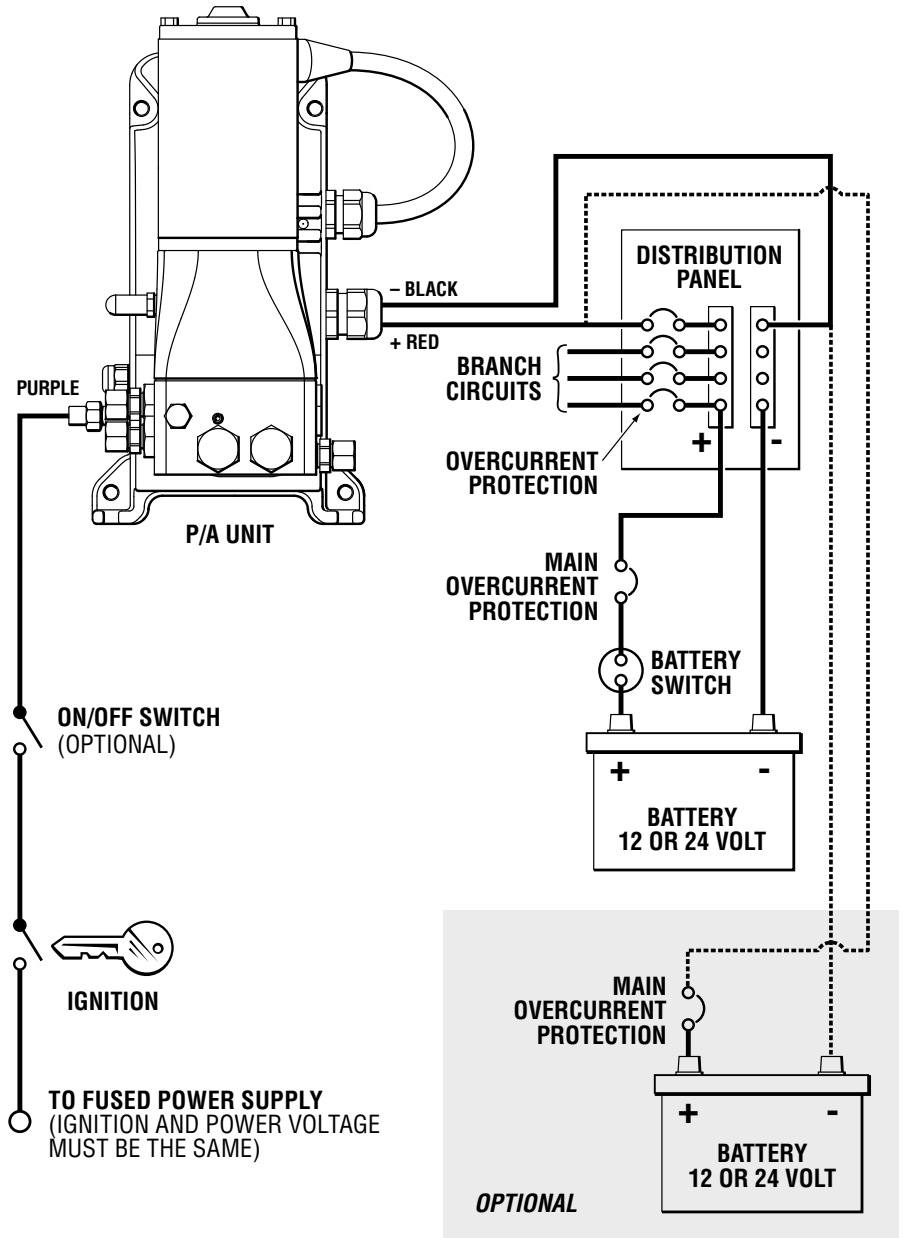 DISTRIBUTION
PANEL
– BLACK
+ RED
BRANCH
CIRCUITS
PURPLE
+ -
OVERCURRENT
PROTECTION
P/A UNIT
MAIN
OVERCURRENT
PROTECTION
BATTERY
SWITCH
ON/OFF SWITCH
(OPTIONAL)
+ -
BATTERY
12 OR 24 VOLT
IGNITION
MAIN
OVERCURRENT
PROTECTION
TO FUSED POWER SUPPLY
(IGNITION AND POWER VOLTAGE
MUST BE THE SAME)
+ -
BATTERY
12 OR 24 VOLT
OPTIONAL